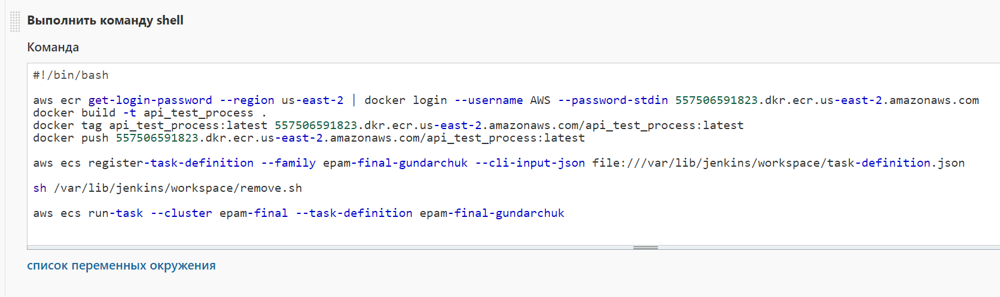 Выполнить команду shell
Команда
#!/bin/bash
aws ecr get-login-password --region us-east-2 | docker login --username AWS --password-stdin 557506591823.dkr.ecr.us-east-2.amazonaws.com
docker build -t api_test_process .
docker tag api_test_process:latest 557506591823.dkr.ecr.us-east-2.amazonaws.com/api_test_process:latest
docker push 557506591823.dkr.ecr.us-east-2.amazonaws.com/api_test_process:latest
aws ecs register-task-definition --family epam-final-gundarchuk --cli-input-json file:///var/lib/jenkins/workspace/task-definition.json
sh /var/lib/jenkins/workspace/remove.sh
aws ecs run-task --cluster epam-final --task-definition epam-final-gundarchuk
список переменных окружения